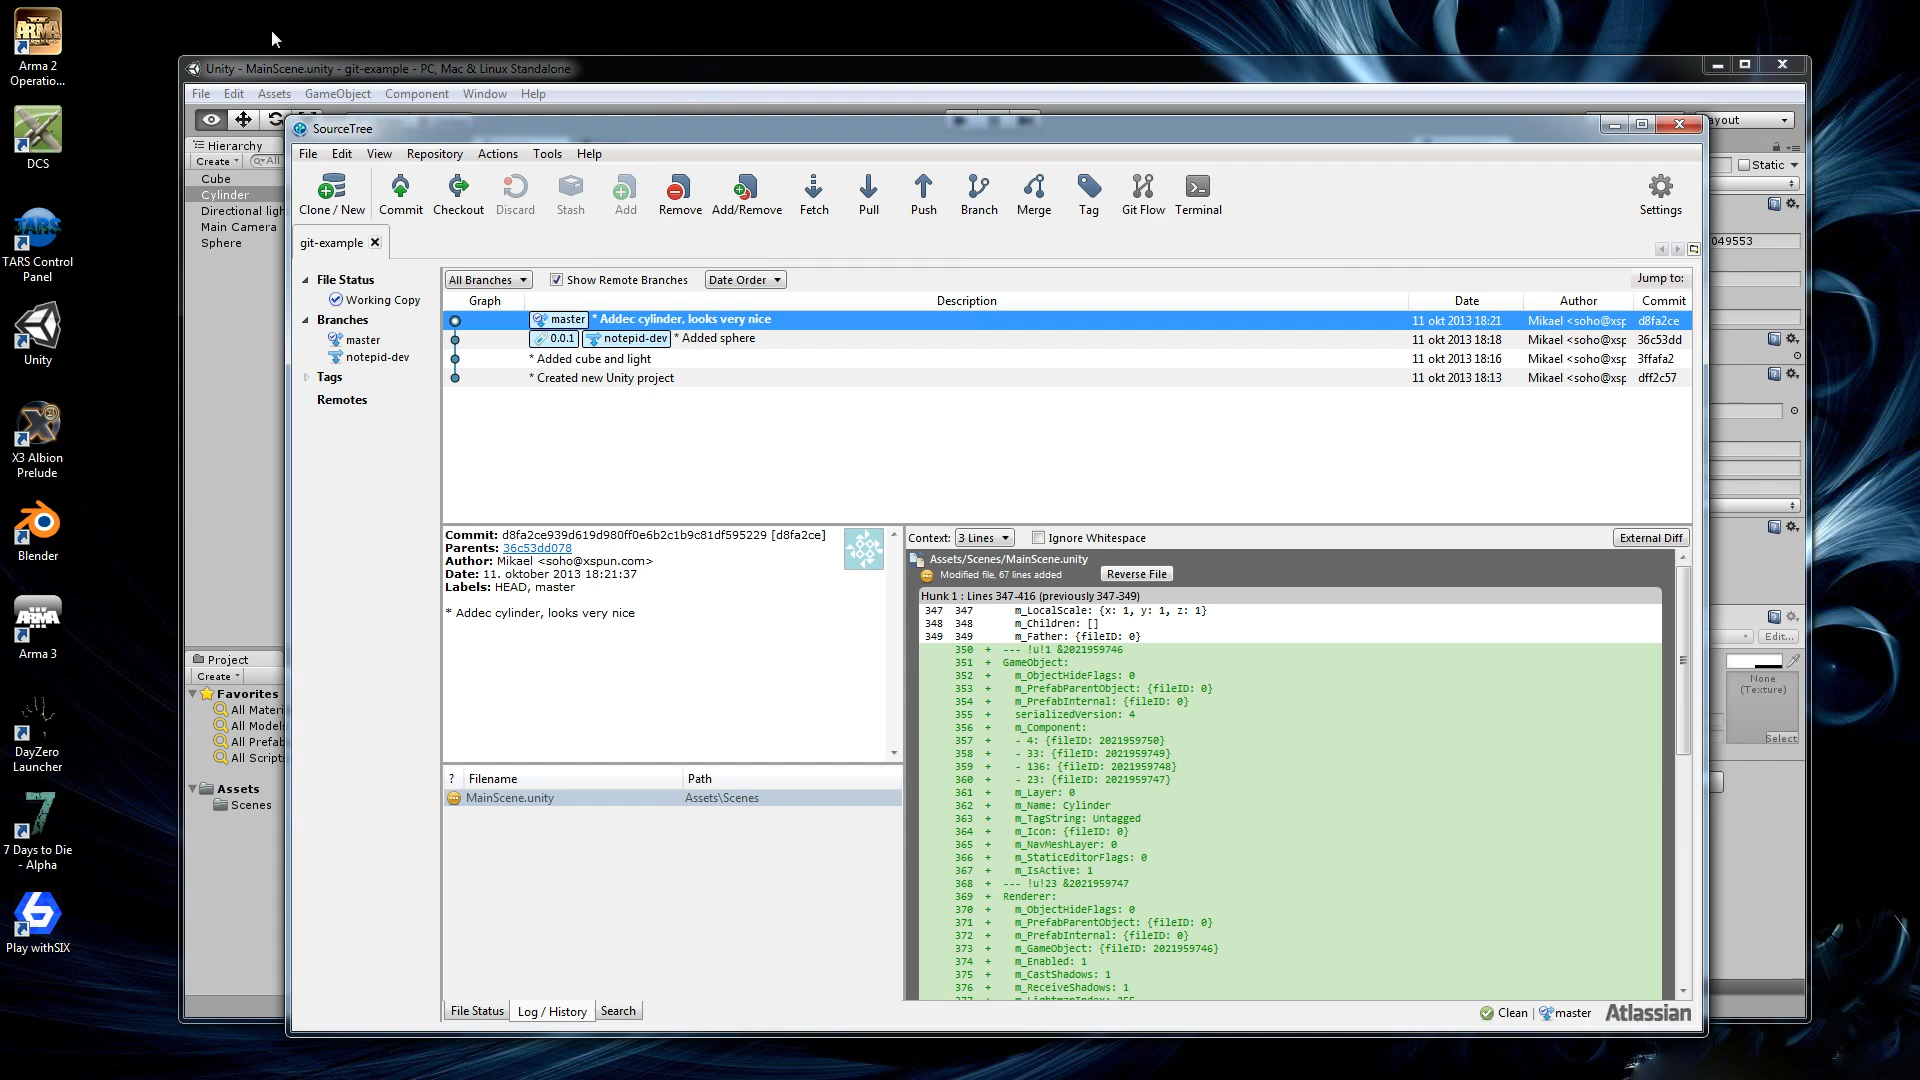 Arma 2
Operatio...
DCS
TARS Control
Panel
Unity
X3 Albion
Prelude
Blender
Arma 3
DayZero
Launcher
7 Days to Die
- Alpha
Play withSIX
Unity - MainScene.unity - git-example - PC, Mac & Linux Standalone
File Edit Assets GameObject Component Window Help
ayout
Hierarchy
Create All
Cube
Cylinder
Directional ligh
Main Camera
Sphere
Project
Create
Favorites
All Materi
All Models
All Prefab
All Script
Assets
Scenes
Static
049553
Edit...
None
(Texture)
Select
SourceTree
File Edit View Repository Actions Tools Help
Clone / New Commit Checkout Discard Stash Add Remove Add/Remove Fetch Pull Push Branch Merge Tag Git Flow Terminal Settings
git-example
File Status
Working Copy
Branches
master
notepid-dev
Tags
Remotes
All Branches Show Remote Branches Date Order Jump to:
Graph Description Date Author Commit
master * Addec cylinder, looks very nice 11 okt 2013 18:21 Mikael <soho@xsp d8fa2ce
0.0.1 notepid-dev * Added sphere 11 okt 2013 18:18 Mikael <soho@xsp 36c53dd
* Added cube and light 11 okt 2013 18:16 Mikael <soho@xsp 3ffafa2
* Created new Unity project 11 okt 2013 18:13 Mikael <soho@xsp dff2c57
Commit: d8fa2ce939d619d980ff0e6b2c1b9c81df595229 [d8fa2ce]
Parents: 36c53dd078
Author: Mikael <soho@xspun.com>
Date: 11. oktober 2013 18:21:37
Labels: HEAD, master
* Addec cylinder, looks very nice
? Filename Path
MainScene.unity Assets\Scenes
Context: 3 Lines Ignore Whitespace External Diff
Assets/Scenes/MainScene.unity
Modified file, 67 lines added Reverse File
Hunk 1 : Lines 347-416 (previously 347-349)
347 347 m_LocalScale: {x: 1, y: 1, z: 1}
348 348 m_Children: []
349 349 m_Father: {fileID: 0}
350 + --- !u!1 &2021959746
351 + GameObject:
352 + m_ObjectHideFlags: 0
353 + m_PrefabParentObject: {fileID: 0}
354 + m_PrefabInternal: {fileID: 0}
355 + serializedVersion: 4
356 + m_Component:
357 + - 4: {fileID: 2021959750}
358 + - 33: {fileID: 2021959749}
359 + - 136: {fileID: 2021959748}
360 + - 23: {fileID: 2021959747}
361 + m_Layer: 0
362 + m_Name: Cylinder
363 + m_TagString: Untagged
364 + m_Icon: {fileID: 0}
365 + m_NavMeshLayer: 0
366 + m_StaticEditorFlags: 0
367 + m_IsActive: 1
368 + --- !u!23 &2021959747
369 + Renderer:
370 + m_ObjectHideFlags: 0
371 + m_PrefabParentObject: {fileID: 0}
372 + m_PrefabInternal: {fileID: 0}
373 + m_GameObject: {fileID: 2021959746}
374 + m_Enabled: 1
375 + m_CastShadows: 1
376 + m_ReceiveShadows: 1
File Status Log / History Search
Clean master Atlassian